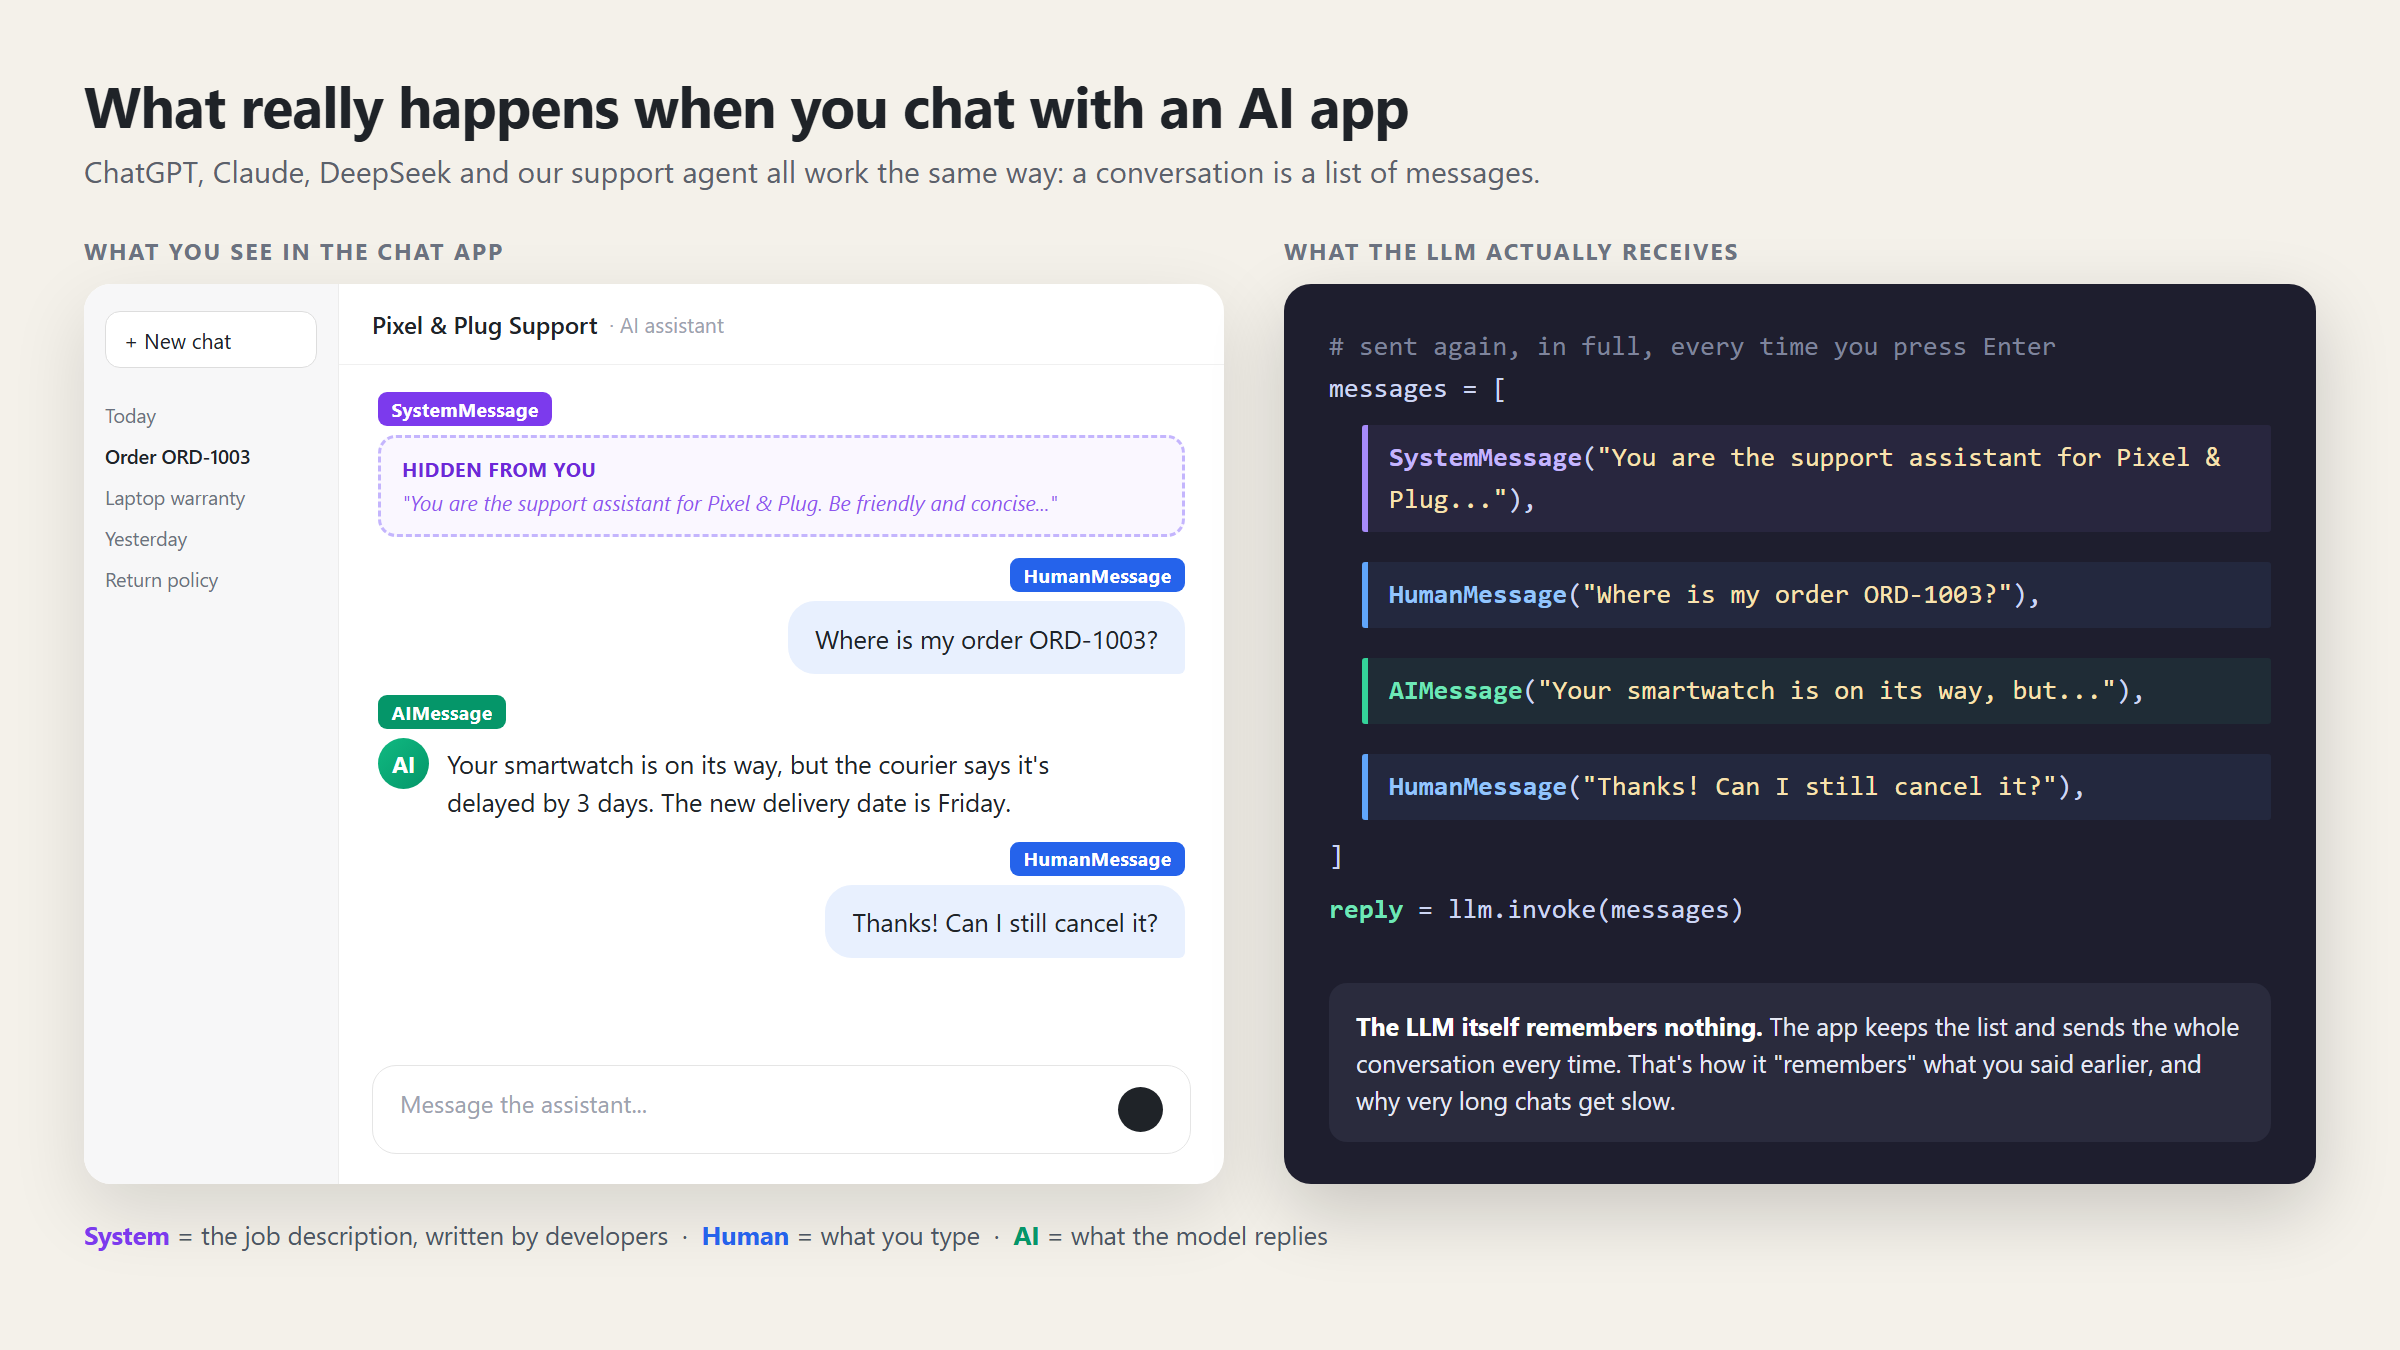 What really happens when you chat with an AI app
ChatGPT, Claude, DeepSeek and our support agent all work the same way: a conversation is a list of messages.
WHAT YOU SEE IN THE CHAT APP
+ New chat
Today
Order ORD-1003
Laptop warranty
Yesterday
Return policy
Pixel & Plug Support · AI assistant
SystemMessage
HIDDEN FROM YOU
"You are the support assistant for Pixel & Plug. Be friendly and concise..."
HumanMessage
Where is my order ORD-1003?
AIMessage
AI
Your smartwatch is on its way, but the courier says it's
delayed by 3 days. The new delivery date is Friday.
HumanMessage
Thanks! Can I still cancel it?
Message the assistant...
WHAT THE LLM ACTUALLY RECEIVES
# sent again, in full, every time you press Enter
messages = [
SystemMessage("You are the support assistant for Pixel &
Plug..."),
HumanMessage("Where is my order ORD-1003?"),
AIMessage("Your smartwatch is on its way, but..."),
HumanMessage("Thanks! Can I still cancel it?"),
]
reply = llm.invoke(messages)
The LLM itself remembers nothing. The app keeps the list and sends the whole
conversation every time. That's how it "remembers" what you said earlier, and
why very long chats get slow.
System = the job description, written by developers · Human = what you type · AI = what the model replies